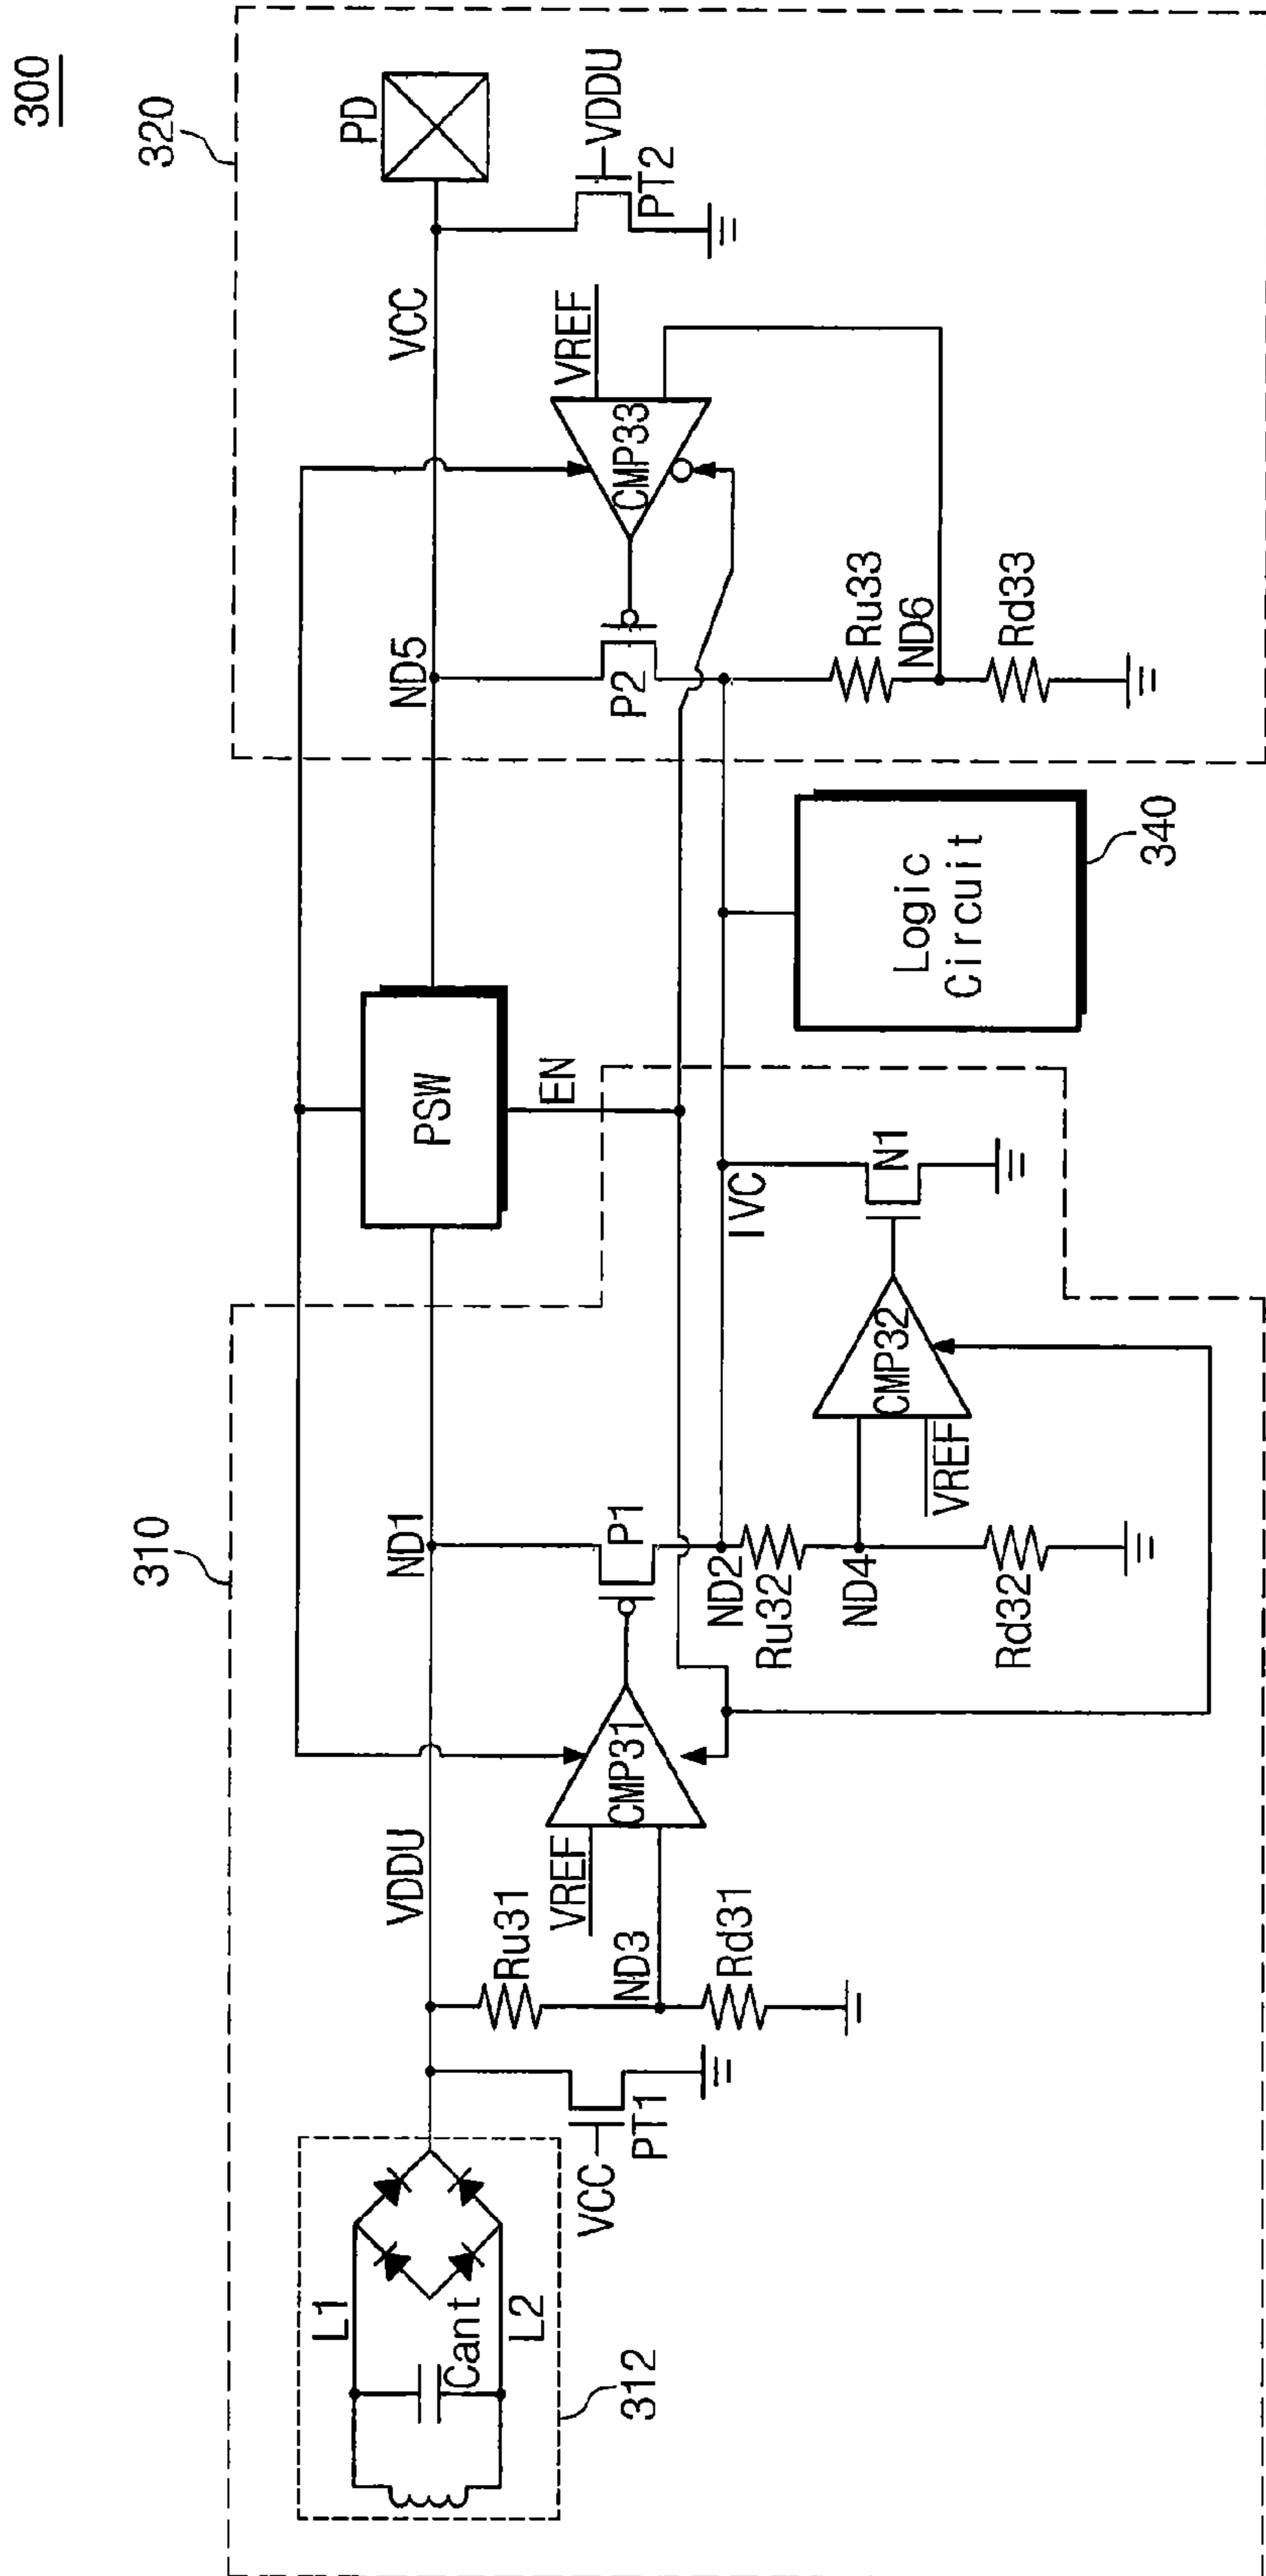 300
310
320
312
L1
Cant
L2
VCC
PT1
VDDU
Ru31
VREF
ND3
Rd31
CMP31
ND1
P1
ND2
Ru32
ND4
Rd32
VREF
CMP32
N1
IVC
PSW
EN
Logic
Circuit
340
ND5
P2
VCC
CMP33
VREF
Ru33
ND6
Rd33
PD
VDDU
PT2